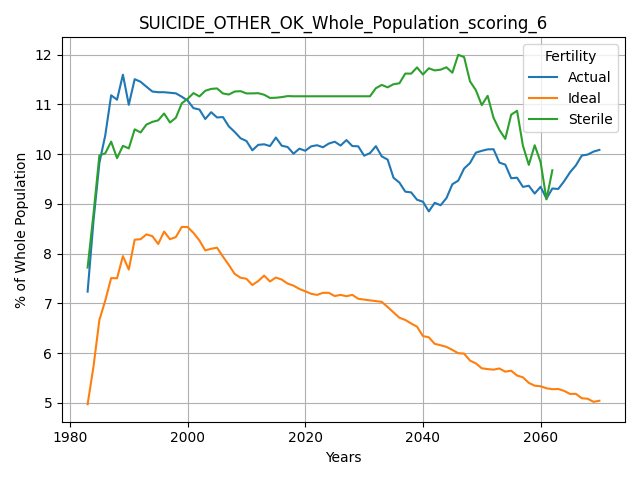 SUICIDE_OTHER_OK_Whole_Population_scoring_6
% of Whole Population
12
11
10
9
8
7
6
5
1980
2000
2020
2040
2060
Years
Fertility
Actual
Ideal
Sterile